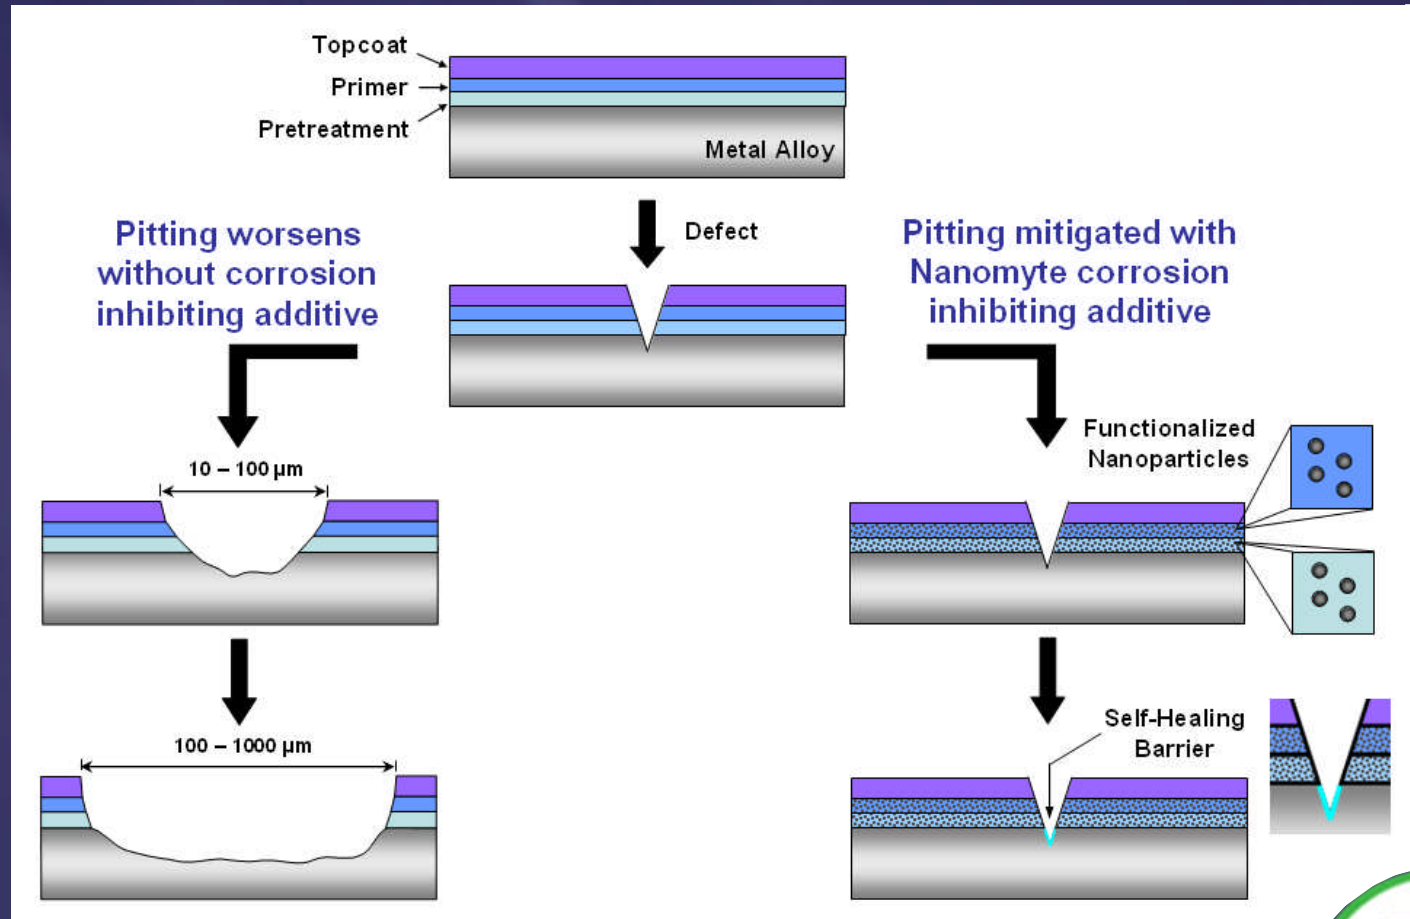 Topcoat
Primer
Pretreatment
Metal Alloy
Defect
Pitting worsens
without corrosion
inhibiting additive
Pitting mitigated with
Nanomyte corrosion
inhibiting additive
10 – 100 µm
Functionalized
Nanoparticles
100 – 1000 µm
Self-Healing
Barrier